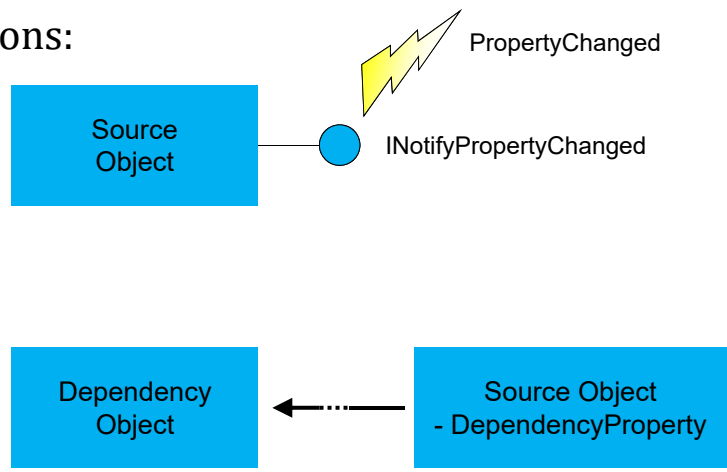 ons:
PropertyChanged
Source
Object
INotifyPropertyChanged
Dependency
Object
Source Object
- DependencyProperty